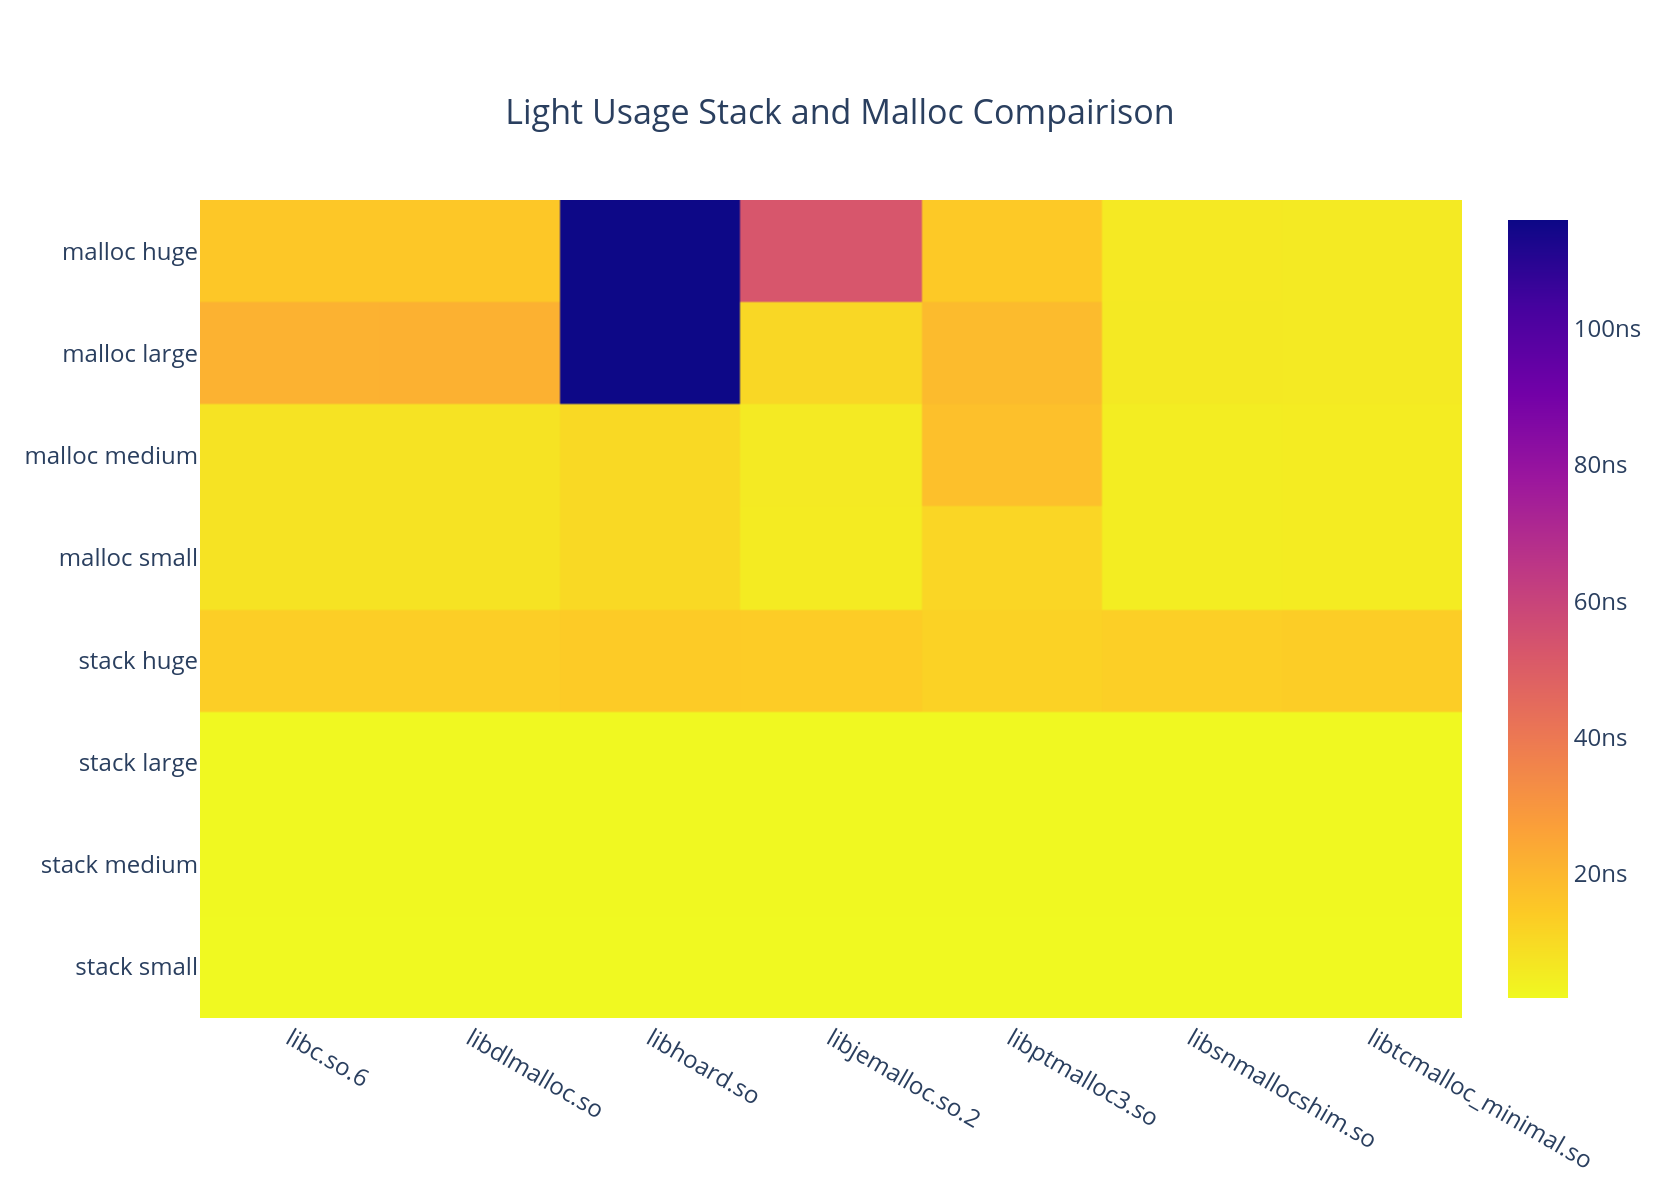 Light Usage Stack and Malloc Compairison
malloc huge
malloc large
malloc medium
malloc small
stack huge
stack large
stack medium
stack small
libc.so.6
libdlmalloc.so
libhoard.so
libjemalloc.so.2
libptmalloc3.so
libsnmallocshim.so
libtcmalloc_minimal.so
100ns
80ns
60ns
40ns
20ns